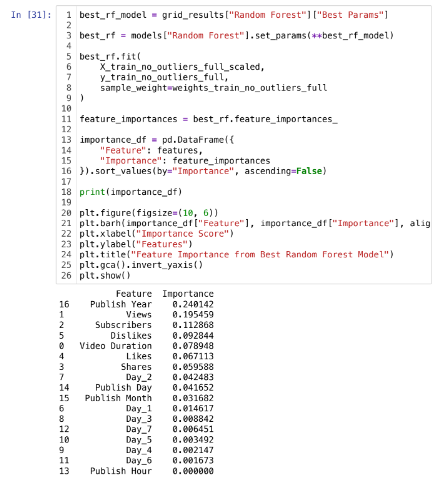 In [31]:
1 best_rf_model = grid_results["Random Forest"]["Best Params"]
2
3 best_rf = models["Random Forest"].set_params(**best_rf_model)
4
5 best_rf.fit(
6     X_train_no_outliers_full_scaled,
7     y_train_no_outliers_full,
8     sample_weight=weights_train_no_outliers_full
9 )
10
11 feature_importances = best_rf.feature_importances_
12
13 importance_df = pd.DataFrame({
14     "Feature": features,
15     "Importance": feature_importances
16 }).sort_values(by="Importance", ascending=False)
17
18 print(importance_df)
19
20 plt.figure(figsize=(10, 6))
21 plt.barh(importance_df["Feature"], importance_df["Importance"], alig
22 plt.xlabel("Importance Score")
23 plt.ylabel("Features")
24 plt.title("Feature Importance from Best Random Forest Model")
25 plt.gca().invert_yaxis()
26 plt.show()
Feature Importance
16 Publish Year 0.240142
1 Views 0.195459
2 Subscribers 0.112868
5 Dislikes 0.092844
0 Video Duration 0.078948
4 Likes 0.067113
3 Shares 0.059588
7 Day_2 0.042483
14 Publish Day 0.041652
15 Publish Month 0.031682
6 Day_1 0.014617
8 Day_3 0.008842
12 Day_7 0.006451
10 Day_5 0.003492
9 Day_4 0.002147
11 Day_6 0.001673
13 Publish Hour 0.000000